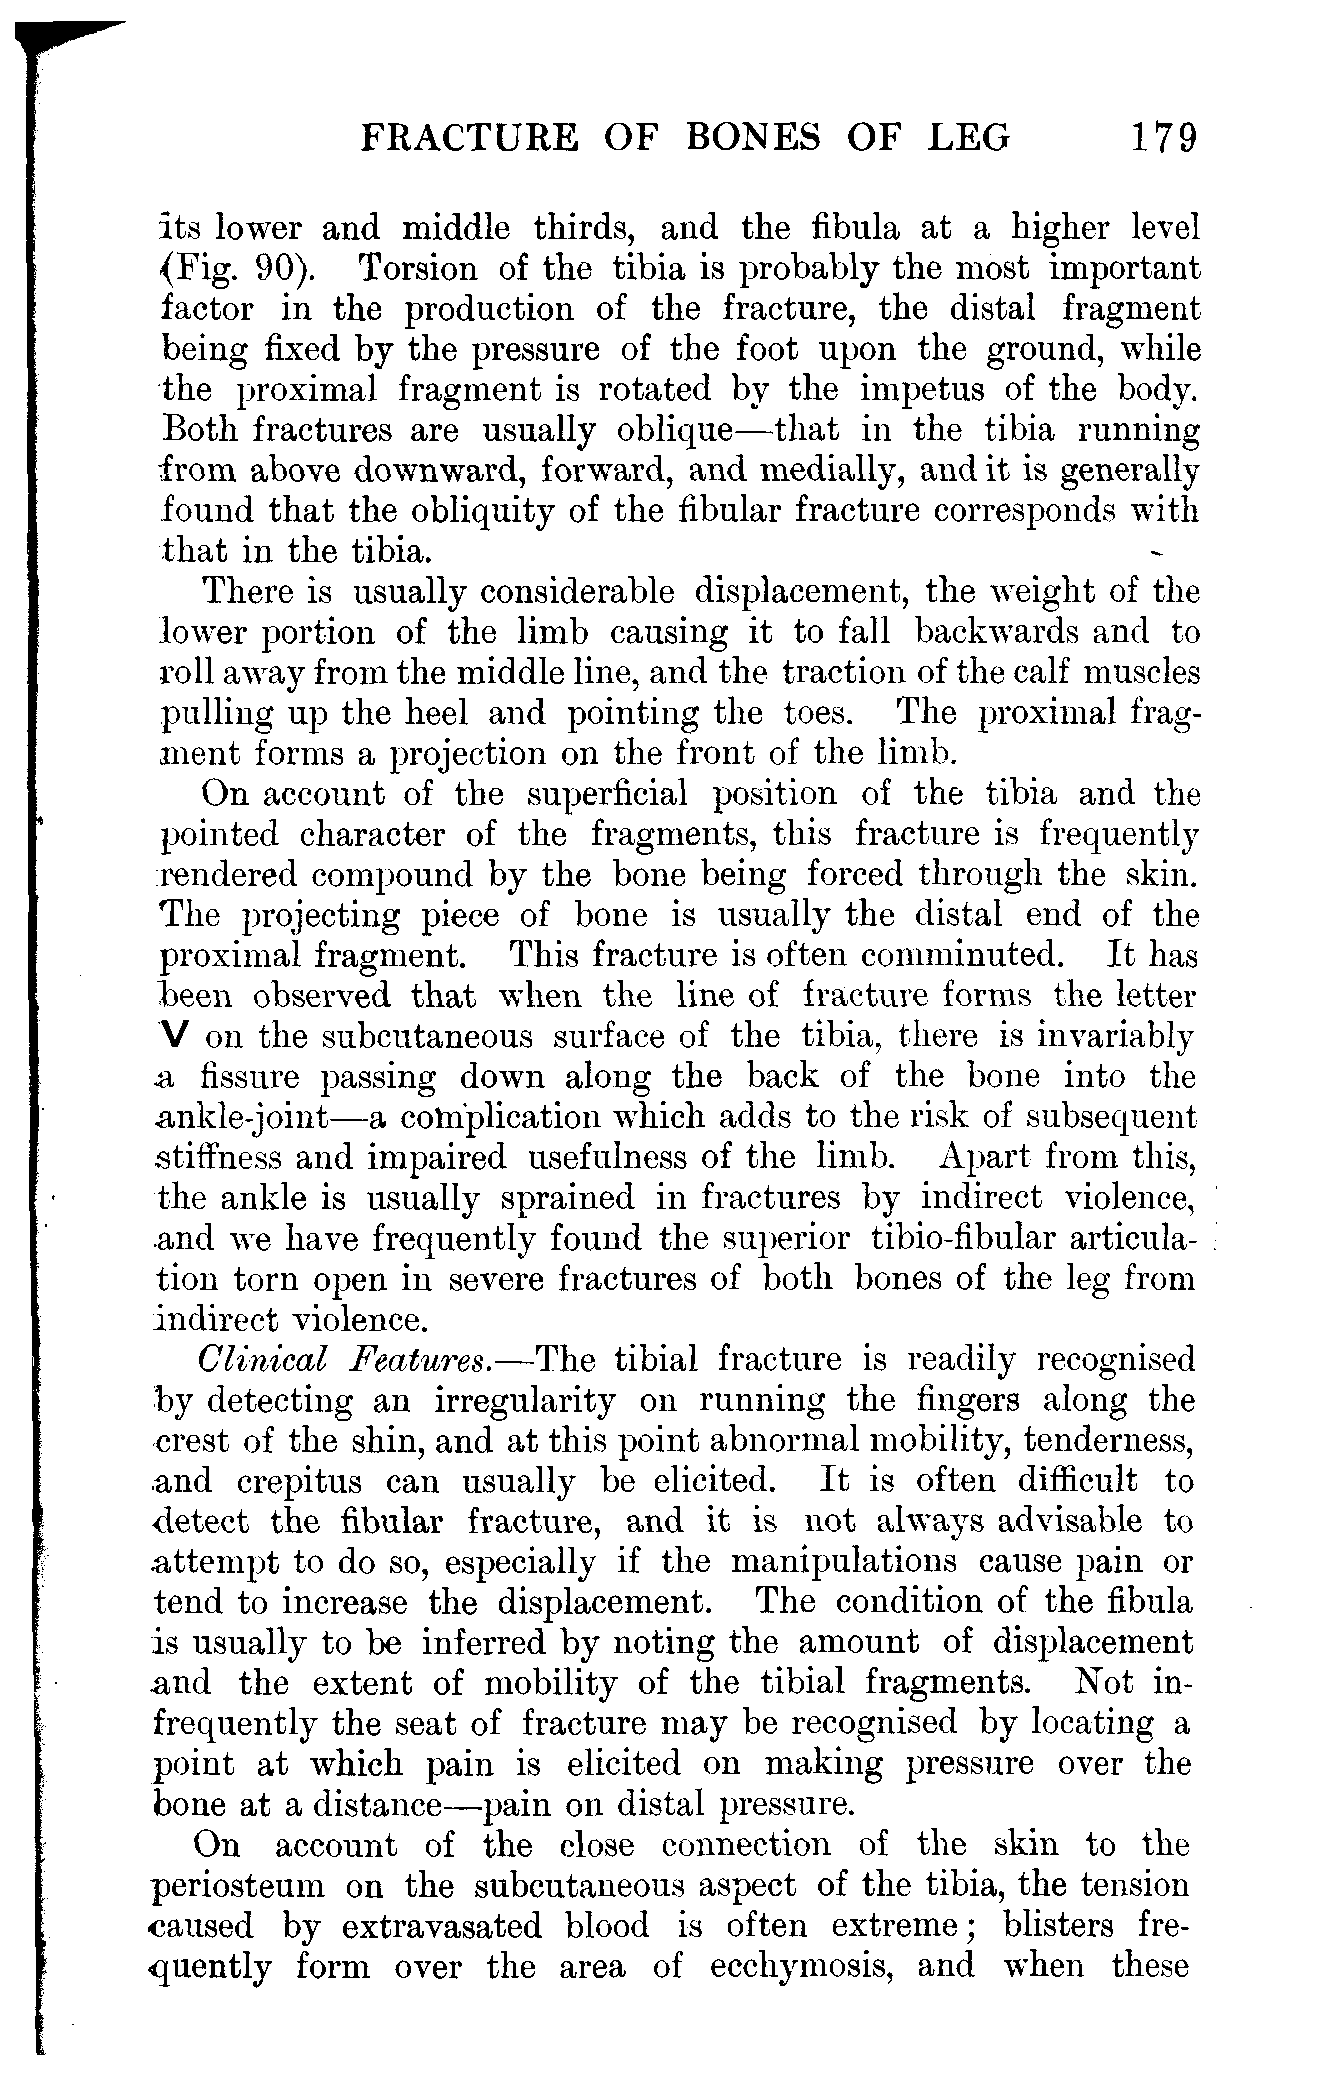 FRACTURE OF BONES OF LEG 179
its lower and middle thirds, and the fibula at a higher level
(Fig. 90). Torsion of the tibia is probably the most important
factor in the production of the fracture, the distal fragment
being fixed by the pressure of the foot upon the ground, while
the proximal fragment is rotated by the impetus of the body.
Both fractures are usually oblique—that in the tibia running
from above downward, forward, and medially, and it is generally
found that the obliquity of the fibular fracture corresponds with
that in the tibia.
There is usually considerable displacement, the weight of the
lower portion of the limb causing it to fall backwards and to
roll away from the middle line, and the traction of the calf muscles
pulling up the heel and pointing the toes. The proximal frag-
ment forms a projection on the front of the limb.
On account of the superficial position of the tibia and the
pointed character of the fragments, this fracture is frequently
rendered compound by the bone being forced through the skin.
The projecting piece of bone is usually the distal end of the
proximal fragment. This fracture is often comminuted. It has
been observed that when the line of fracture forms the letter
V on the subcutaneous surface of the tibia, there is invariably
a fissure passing down along the back of the bone into the
ankle-joint—a complication which adds to the risk of subsequent
stiffness and impaired usefulness of the limb. Apart from this,
the ankle is usually sprained in fractures by indirect violence,
and we have frequently found the superior tibio-fibular articula-
tion torn open in severe fractures of both bones of the leg from
indirect violence.
Clinical Features.—The tibial fracture is readily recognised
by detecting an irregularity on running the fingers along the
crest of the shin, and at this point abnormal mobility, tenderness,
and crepitus can usually be elicited. It is often difficult to
detect the fibular fracture, and it is not always advisable to
attempt to do so, especially if the manipulations cause pain or
tend to increase the displacement. The condition of the fibula
is usually to be inferred by noting the amount of displacement
and the extent of mobility of the tibial fragments. Not in-
frequently the seat of fracture may be recognised by locating a
point at which pain is elicited on making pressure over the
bone at a distance—pain on distal pressure.
On account of the close connection of the skin to the
periosteum on the subcutaneous aspect of the tibia, the tension
caused by extravasated blood is often extreme; blisters fre-
quently form over the area of ecchymosis, and when these